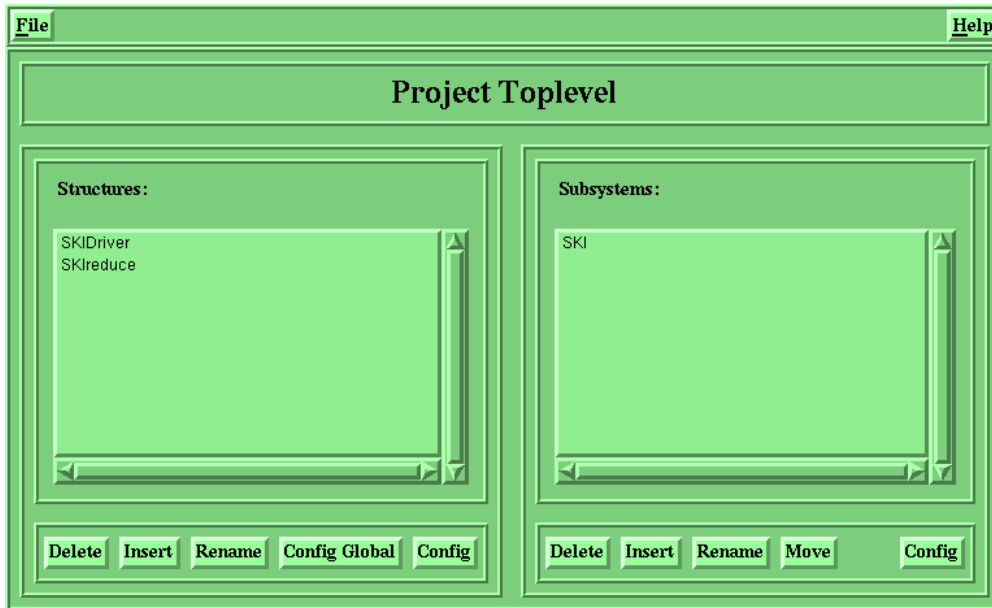 File Help
Project Toplevel
Structures:
SKIDriver
SKIreduce
Delete Insert Rename Config Global Config
Subsystems:
SKI
Delete Insert Rename Move Config